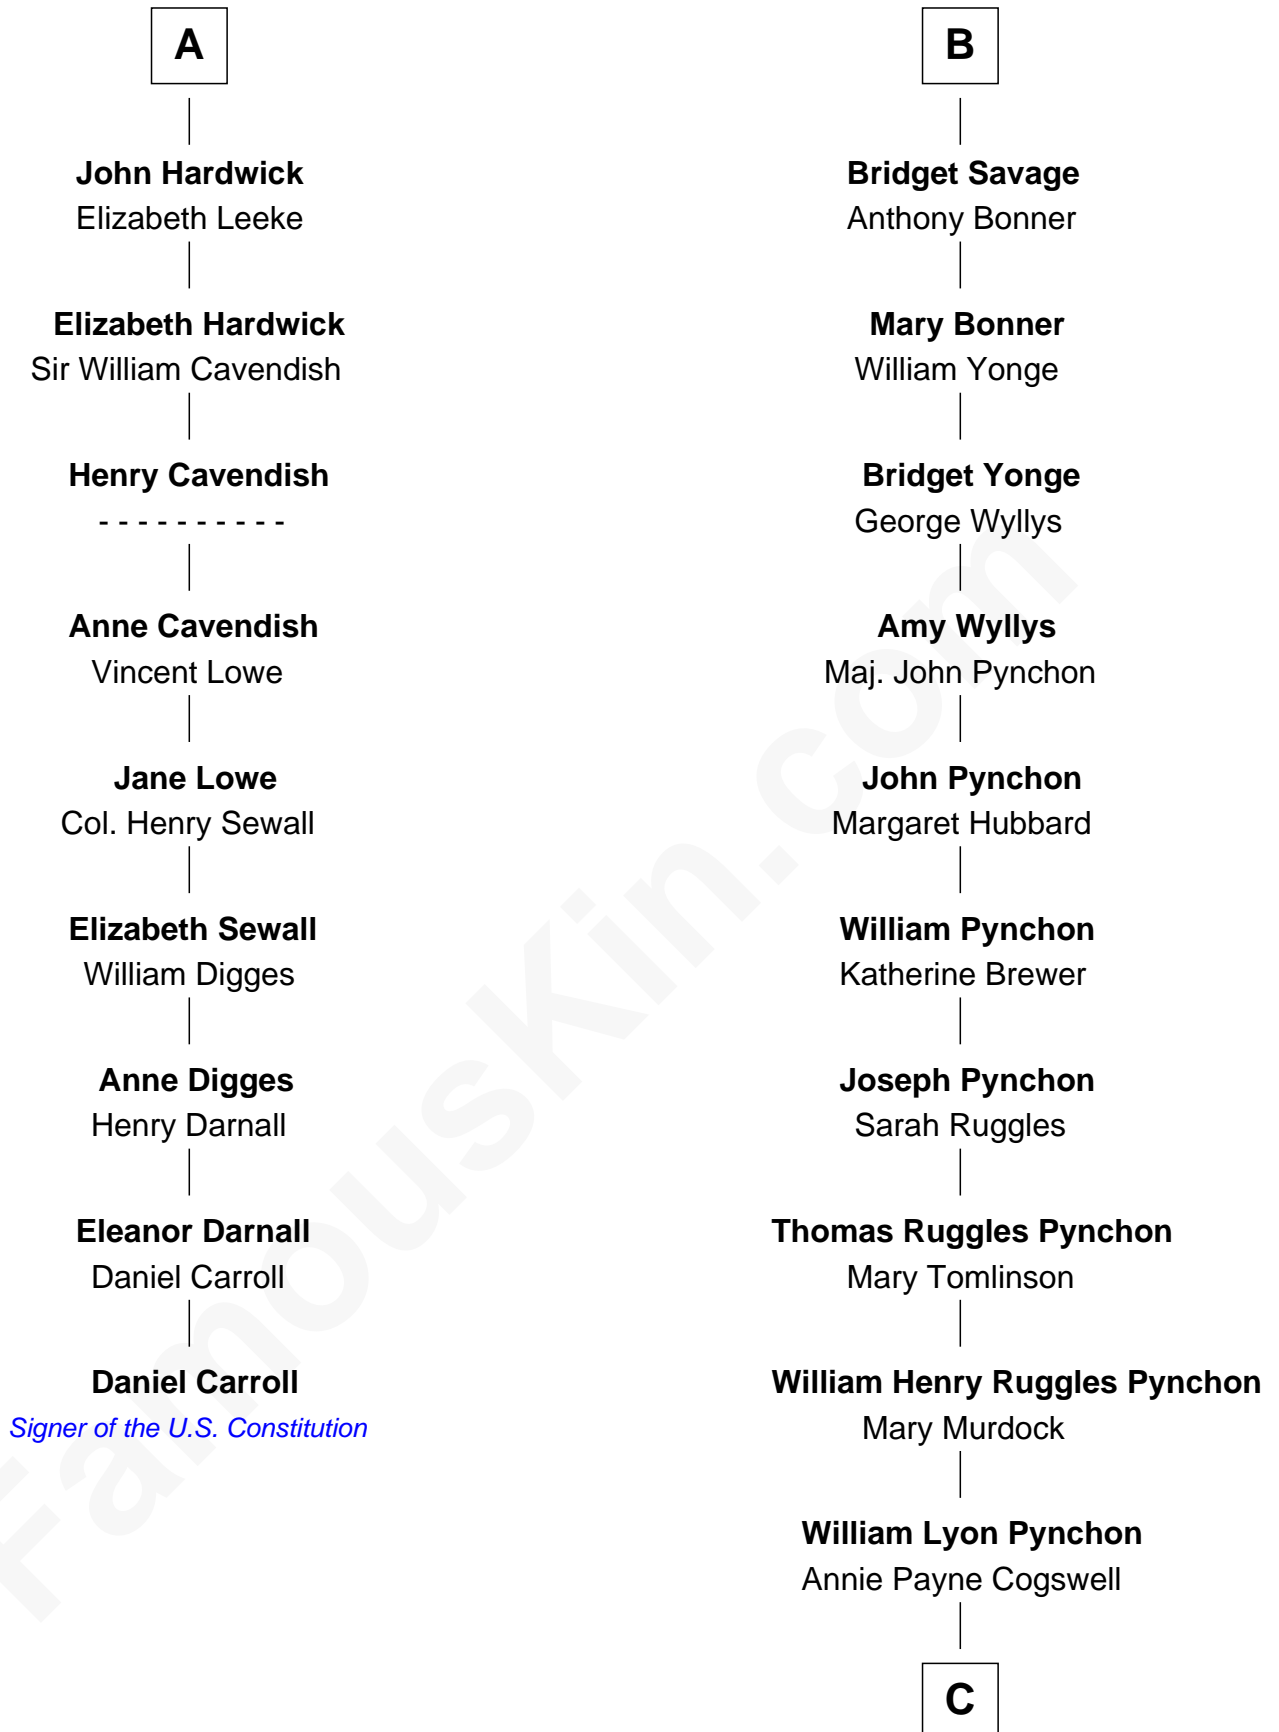 A
John Hardwick
Elizabeth Leeke
Elizabeth Hardwick
Sir William Cavendish
Henry Cavendish
- - - - - - - - - -
Anne Cavendish
Vincent Lowe
Jane Lowe
Col. Henry Sewall
Elizabeth Sewall
William Digges
Anne Digges
Henry Darnall
Eleanor Darnall
Daniel Carroll
Daniel Carroll
Signer of the U.S. Constitution
B
Bridget Savage
Anthony Bonner
Mary Bonner
William Yonge
Bridget Yonge
George Wyllys
Amy Wyllys
Maj. John Pynchon
John Pynchon
Margaret Hubbard
William Pynchon
Katherine Brewer
Joseph Pynchon
Sarah Ruggles
Thomas Ruggles Pynchon
Mary Tomlinson
William Henry Ruggles Pynchon
Mary Murdock
William Lyon Pynchon
Annie Payne Cogswell
C
FamousKin.com